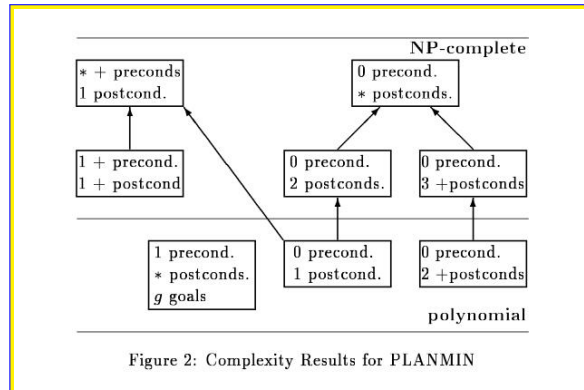 NP-complete
* + preconds
1 postcond.
0 precond.
* postconds.
1 + precond.
1 + postcond
0 precond.
2 postconds.
0 precond.
3 +postconds
1 precond.
* postconds.
g goals
0 precond.
1 postcond.
0 precond.
2 +postconds
polynomial
Figure 2: Complexity Results for PLANMIN